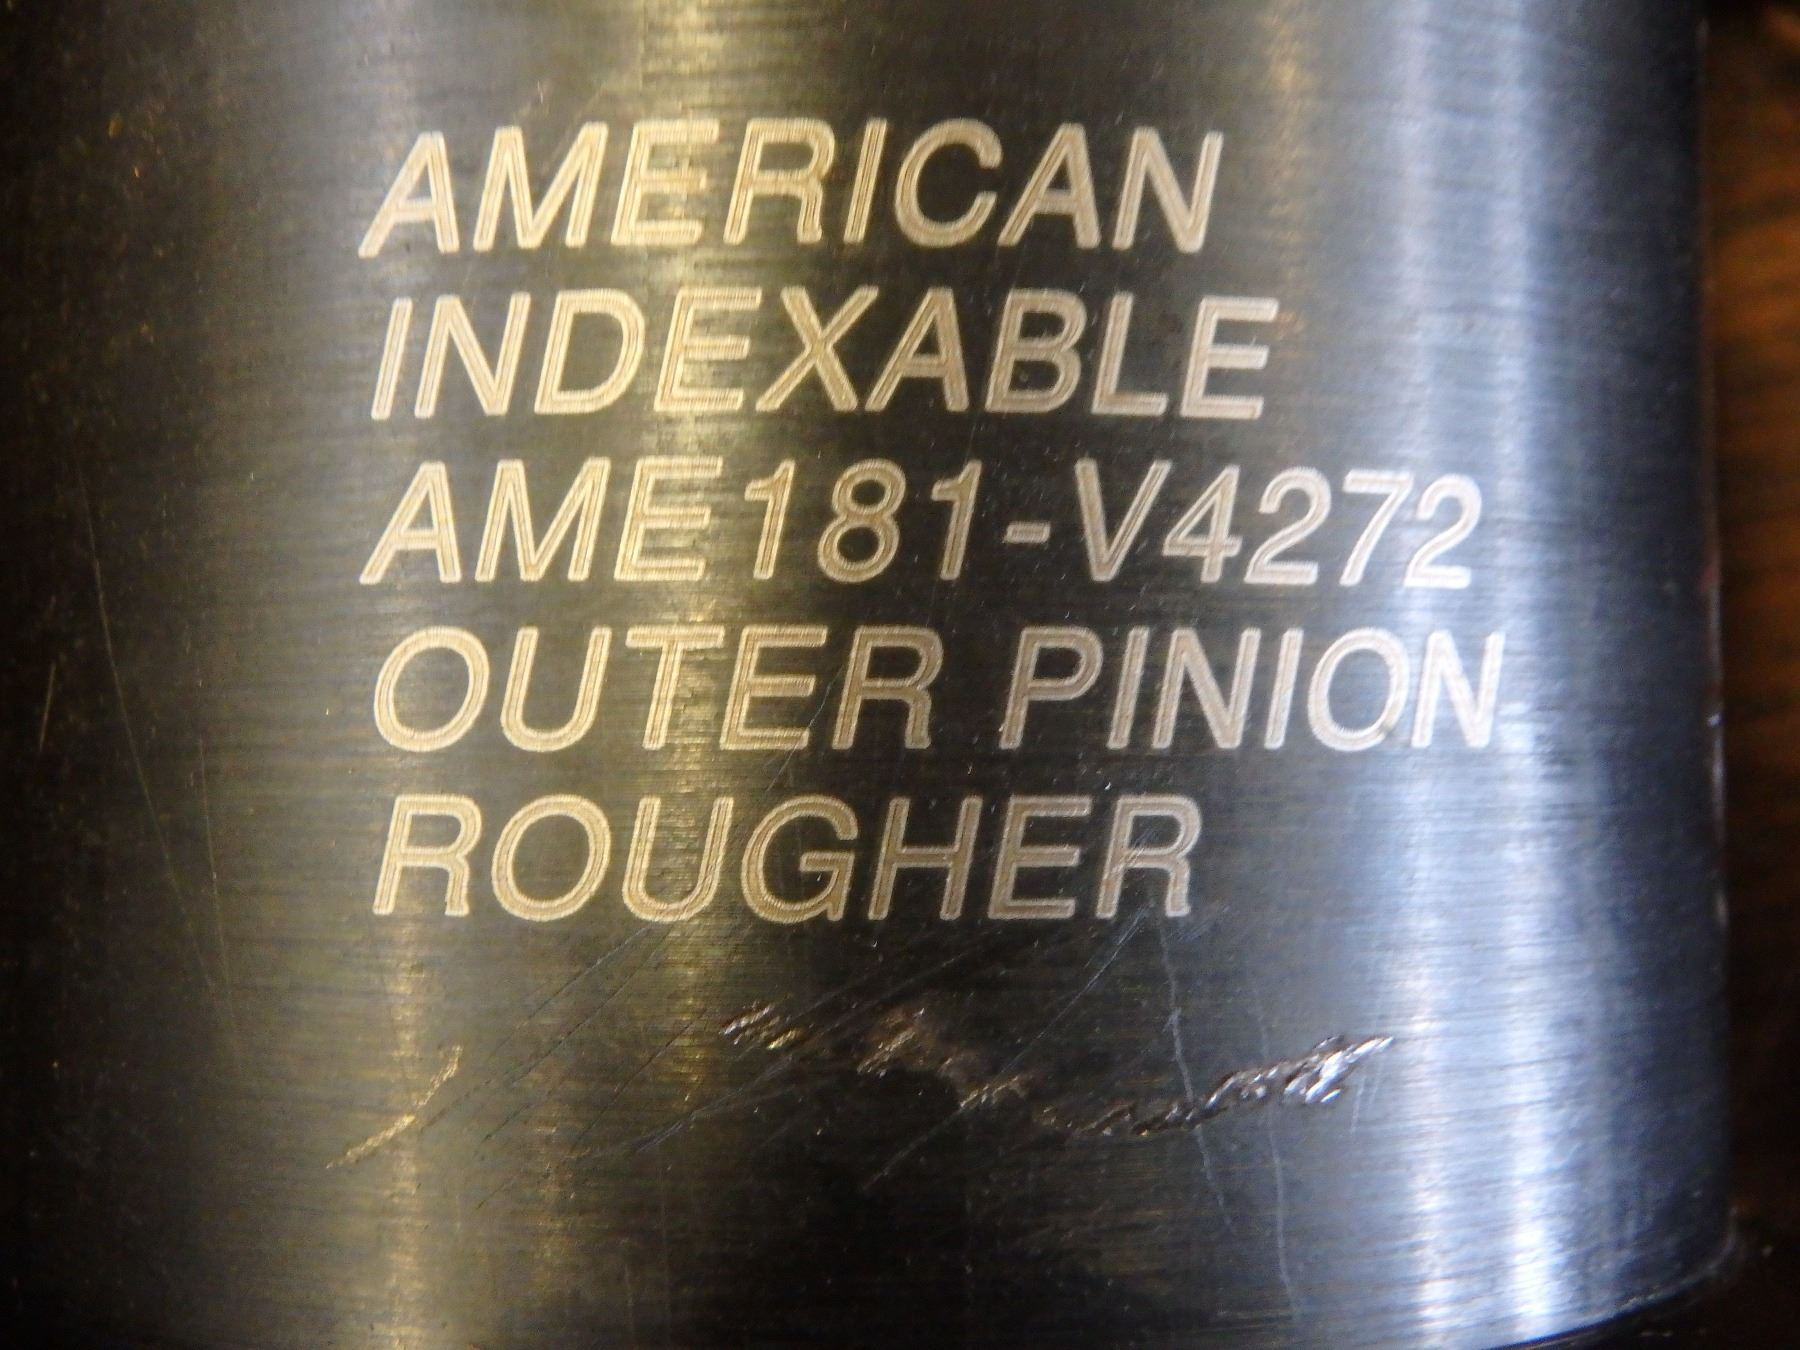 AMERICAN
INDEXABLE
AME181-V4272
OUTER PINION
ROUGHER